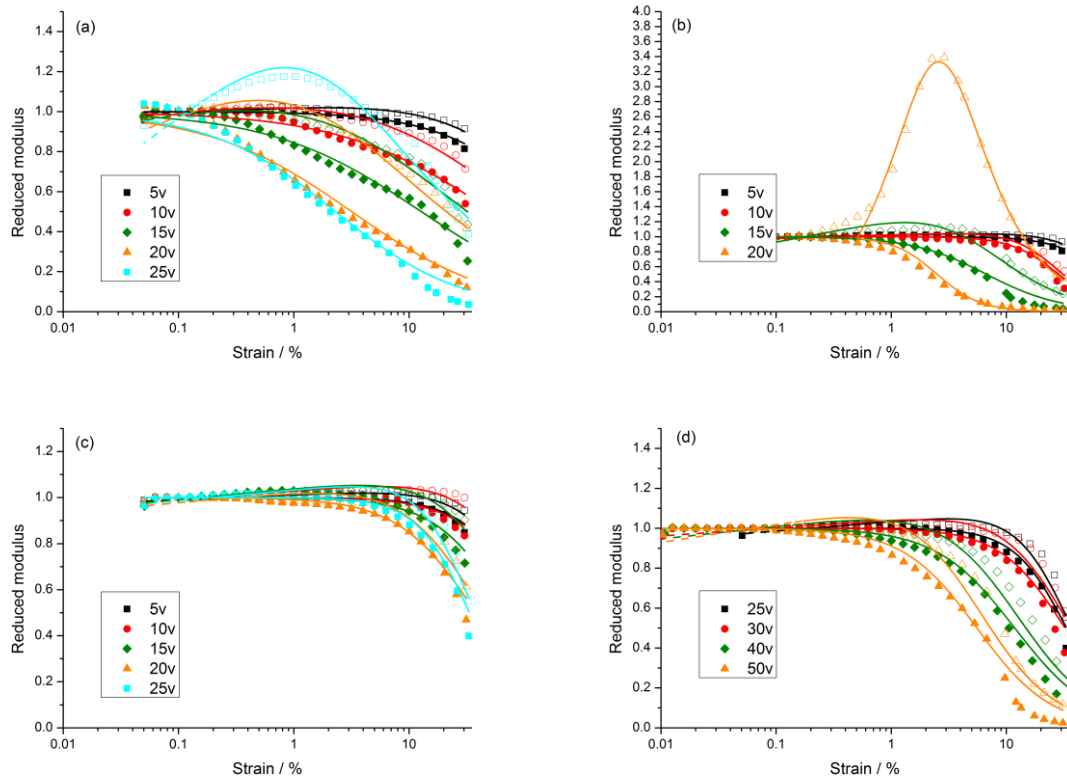 (a)
1.4
1.2
1.0
0.8
0.6
0.4
0.2
0.0
Reduced modulus
5v
10v
15v
20v
25v
0.01 0.1 1 10
Strain / %
(b)
4.0
3.8
3.6
3.4
3.2
3.0
2.8
2.6
2.4
2.2
2.0
1.8
1.6
1.4
1.2
1.0
0.8
0.6
0.4
0.2
0.0
Reduced modulus
5v
10v
15v
20v
0.01 0.1 1 10
Strain / %
(c)
1.2
1.0
0.8
0.6
0.4
0.2
0.0
Reduced modulus
5v
10v
15v
20v
25v
0.01 0.1 1 10
Strain / %
(d)
1.4
1.2
1.0
0.8
0.6
0.4
0.2
0.0
Reduced modulus
25v
30v
40v
50v
0.01 0.1 1 10
Strain / %